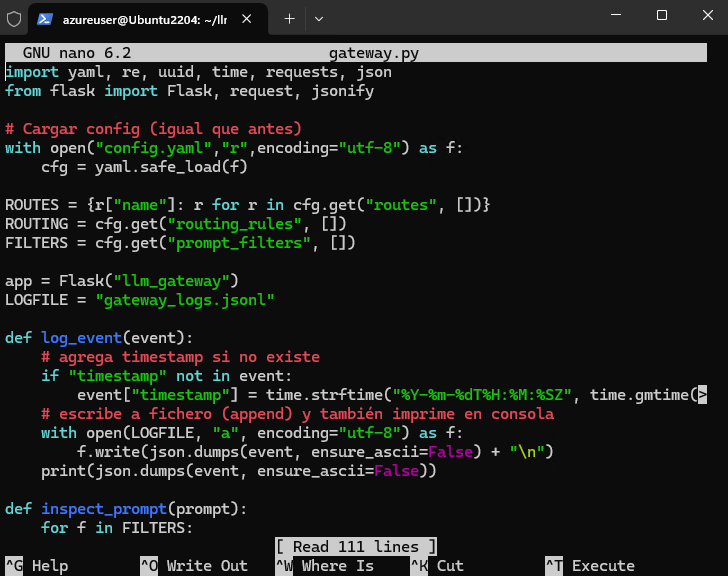 azureuser@Ubuntu2204: ~/llm
GNU nano 6.2 gateway.py
import yaml, re, uuid, time, requests, json
from flask import Flask, request, jsonify
# Cargar config (igual que antes)
with open("config.yaml","r",encoding="utf-8") as f:
    cfg = yaml.safe_load(f)
ROUTES = {r["name"]: r for r in cfg.get("routes", [])}
ROUTING = cfg.get("routing_rules", [])
FILTERS = cfg.get("prompt_filters", [])
app = Flask("llm_gateway")
LOGFILE = "gateway_logs.jsonl"
def log_event(event):
    # agrega timestamp si no existe
    if "timestamp" not in event:
        event["timestamp"] = time.strftime("%Y-%m-%dT%H:%M:%SZ", time.gmtime(>
    # escribe a fichero (append) y también imprime en consola
    with open(LOGFILE, "a", encoding="utf-8") as f:
        f.write(json.dumps(event, ensure_ascii=False) + "\n")
    print(json.dumps(event, ensure_ascii=False))
def inspect_prompt(prompt):
    for f in FILTERS:
[ Read 111 lines ]
^G Help ^O Write Out ^W Where Is ^K Cut ^T Execute